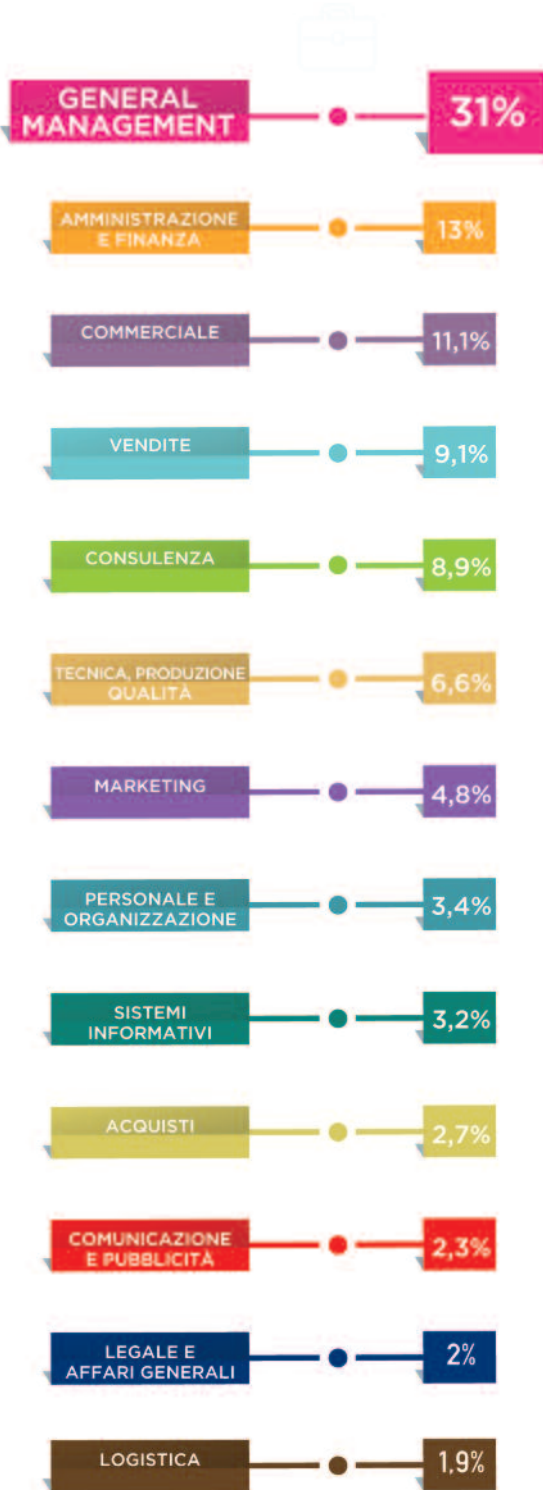 GENERAL
MANAGEMENT
31%
AMMINISTRAZIONE
E FINANZA
13%
COMMERCIALE
11,1%
VENDITE
9,1%
CONSULENZA
8,9%
TECNICA, PRODUZIONE
QUALITÀ
6,6%
MARKETING
4,8%
PERSONALE E
ORGANIZZAZIONE
3,4%
SISTEMI
INFORMATIVI
3,2%
ACQUISTI
2,7%
COMUNICAZIONE
E PUBBLICITÀ
2,3%
LEGALE E
AFFARI GENERALI
2%
LOGISTICA
1,9%